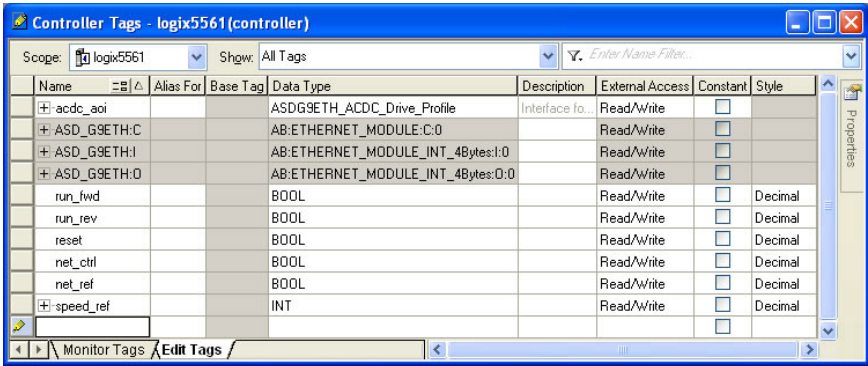 Controller Tags - logix5561(controller)
Scope: logix5561 Show: All Tags Enter Name Filter...
Name Alias For Base Tag Data Type Description External Access Constant Style
acdc_aoi ASDG9ETH_ACDC_Drive_Profile Interface fo... Read/Write
ASD_G9ETH:C AB:ETHERNET_MODULE:C:0 Read/Write
ASD_G9ETH:I AB:ETHERNET_MODULE_INT_4Bytes:I:0 Read/Write
ASD_G9ETH:O AB:ETHERNET_MODULE_INT_4Bytes:O:0 Read/Write
run_fwd BOOL Read/Write Decimal
run_rev BOOL Read/Write Decimal
reset BOOL Read/Write Decimal
net_ctrl BOOL Read/Write Decimal
net_ref BOOL Read/Write Decimal
speed_ref INT Read/Write Decimal
Monitor Tags Edit Tags
Properties